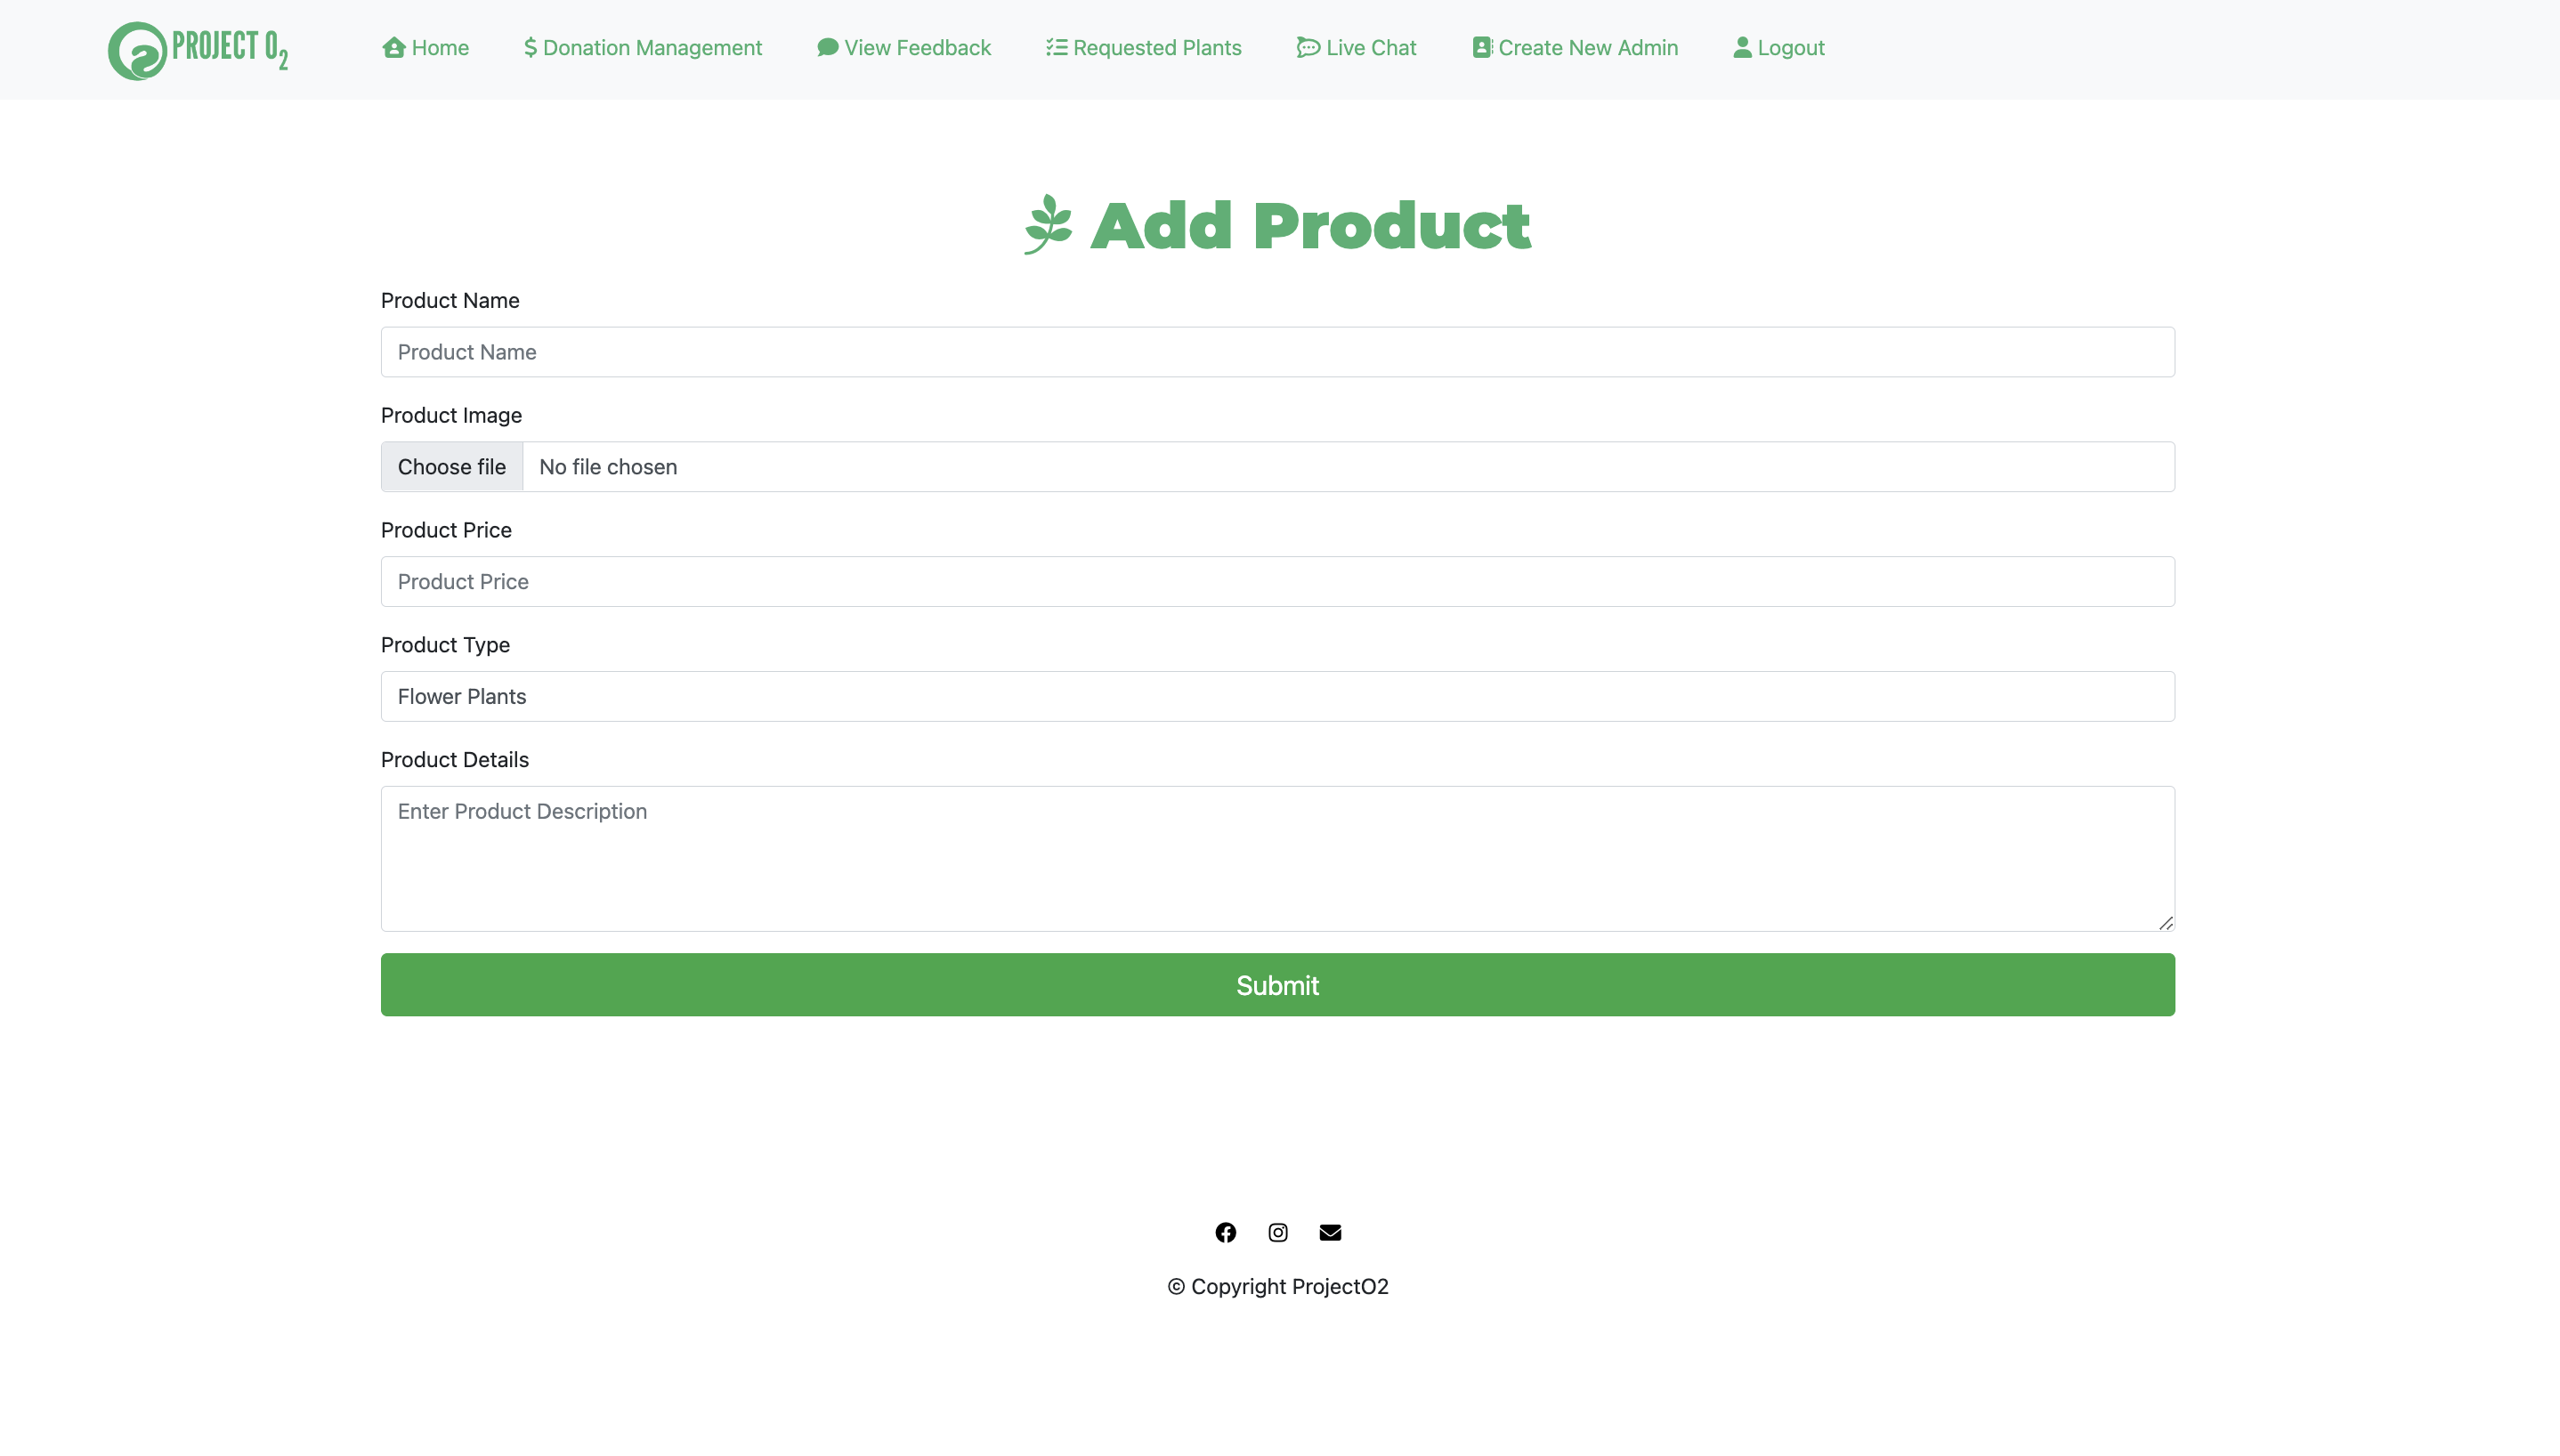 PROJECT O2 Home Donation Management View Feedback Requested Plants Live Chat Create New Admin Logout
Add Product
Product Name
Product Name
Product Image
Choose file No file chosen
Product Price
Product Price
Product Type
Flower Plants
Product Details
Enter Product Description
Submit
© Copyright ProjectO2